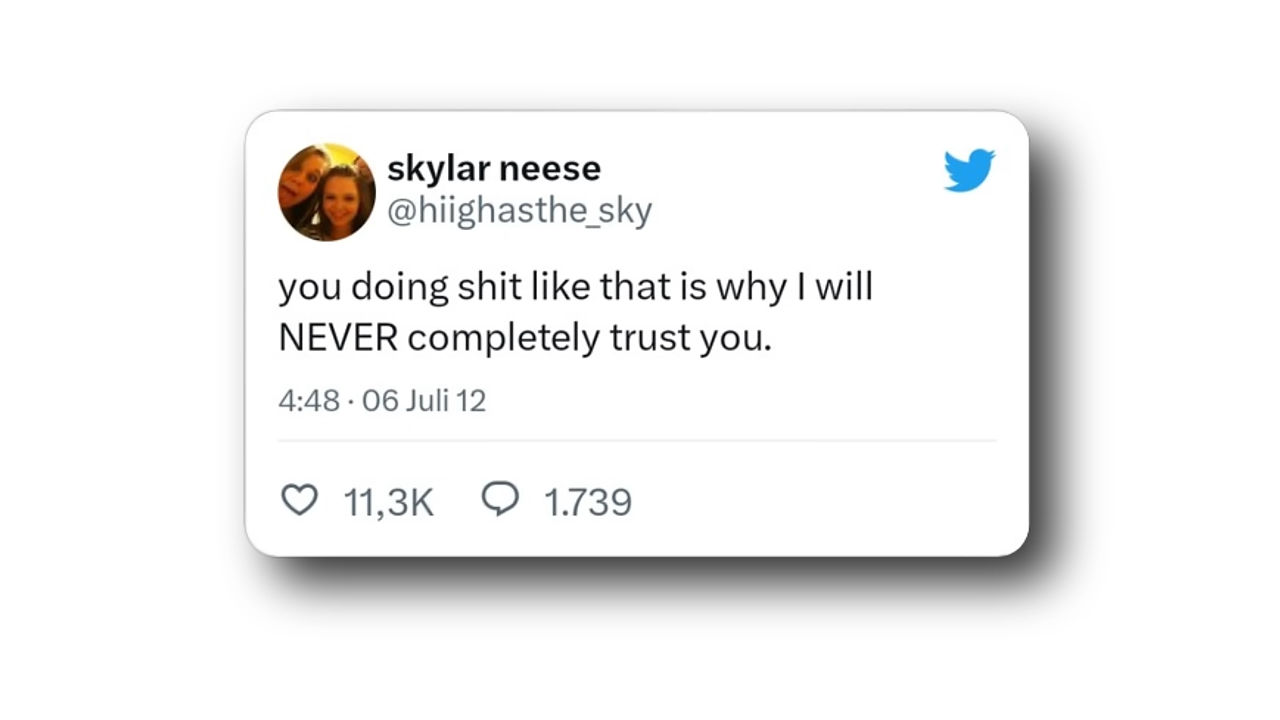 skylar neese
@hiighasthe_sky
you doing shit like that is why I will
NEVER completely trust you.
4:48 · 06 Juli 12
11,3K 1.739